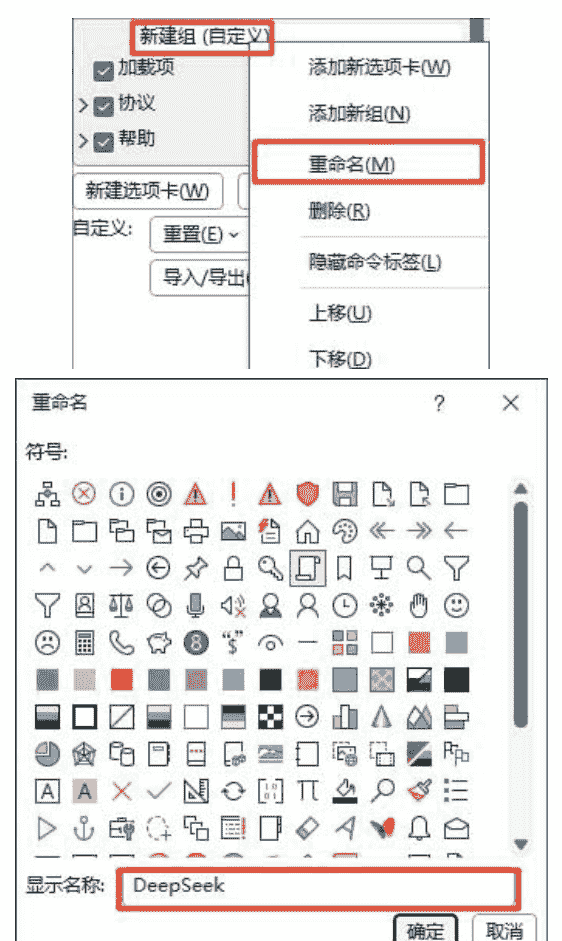 新建组 (自定义)
加载项
协议
帮助
添加新选项卡(W)
添加新组(N)
重命名(M)
删除(R)
隐藏命令标签(L)
上移(U)
下移(D)
新建选项卡(W)
自定义:
重置(E)
导入/导出
重命名
?
符号:
显示名称:
DeepSeek
确定
取消